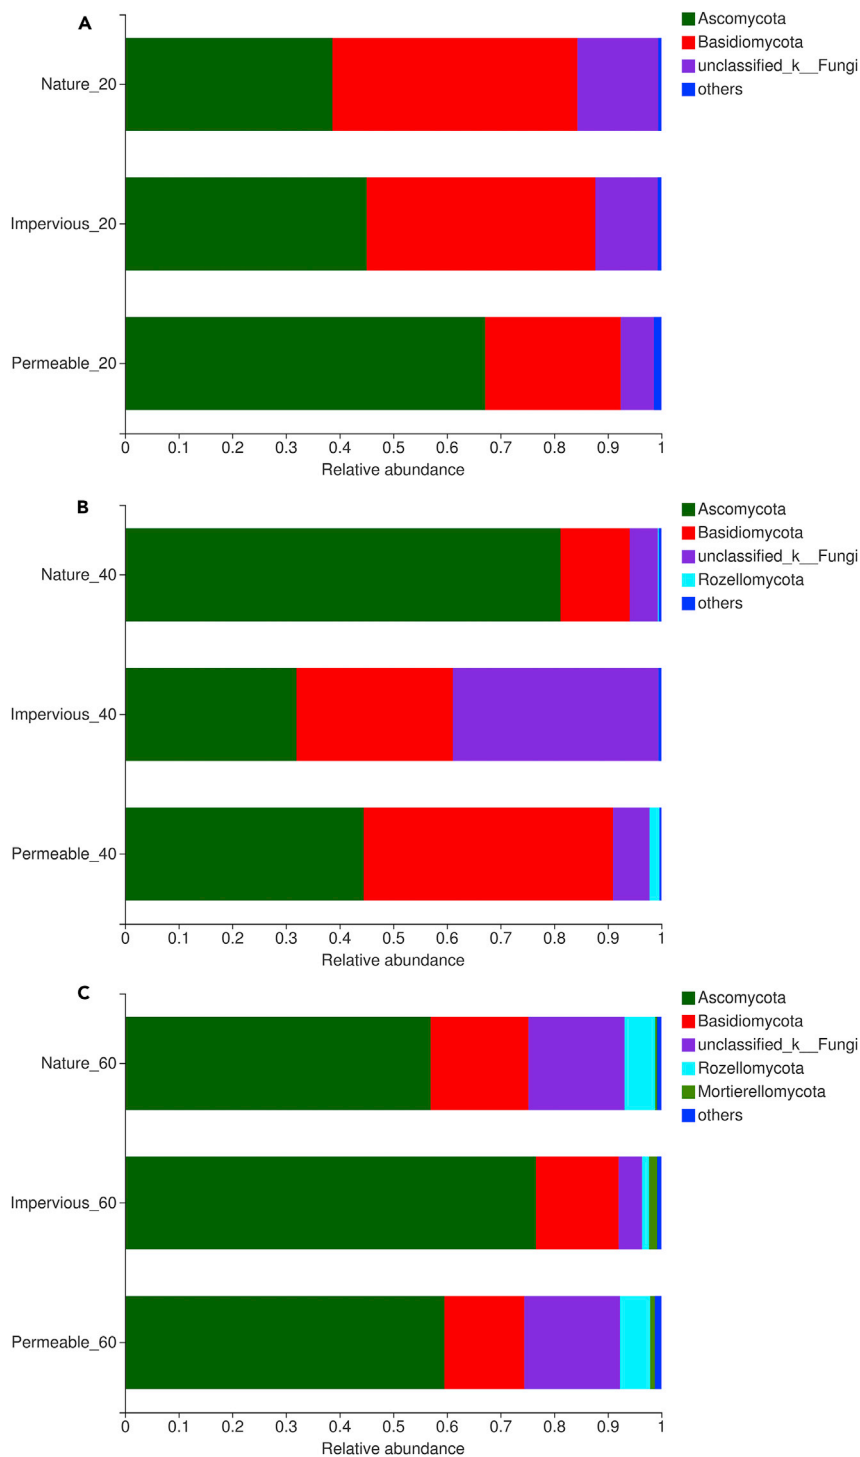 A
Ascomycota
Basidiomycota
unclassified_k__Fungi
others
Nature_20
Impervious_20
Permeable_20
0 0.1 0.2 0.3 0.4 0.5 0.6 0.7 0.8 0.9 1
Relative abundance
B
Ascomycota
Basidiomycota
unclassified_k__Fungi
Rozellomycota
others
Nature_40
Impervious_40
Permeable_40
0 0.1 0.2 0.3 0.4 0.5 0.6 0.7 0.8 0.9 1
Relative abundance
C
Ascomycota
Basidiomycota
unclassified_k__Fungi
Rozellomycota
Mortierellomycota
others
Nature_60
Impervious_60
Permeable_60
0 0.1 0.2 0.3 0.4 0.5 0.6 0.7 0.8 0.9 1
Relative abundance